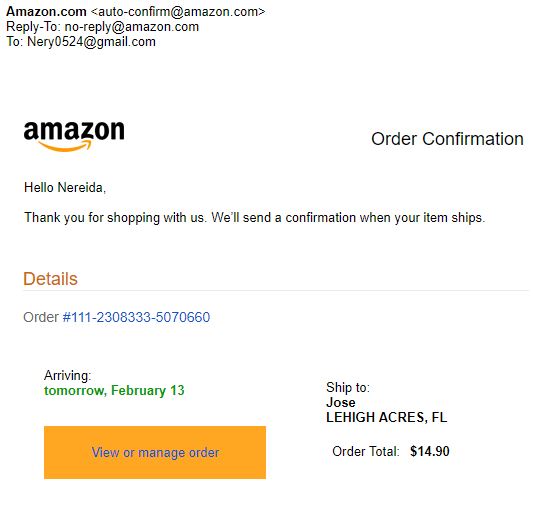 Amazon.com <auto-confirm@amazon.com>
Reply-To: no-reply@amazon.com
To: Nery0524@gmail.com
amazon
Order Confirmation
Hello Nereida,
Thank you for shopping with us. We'll send a confirmation when your item ships.
Details
Order #111-2308333-5070660
Arriving:
tomorrow, February 13
View or manage order
Ship to:
Jose
LEHIGH ACRES, FL
Order Total: $14.90